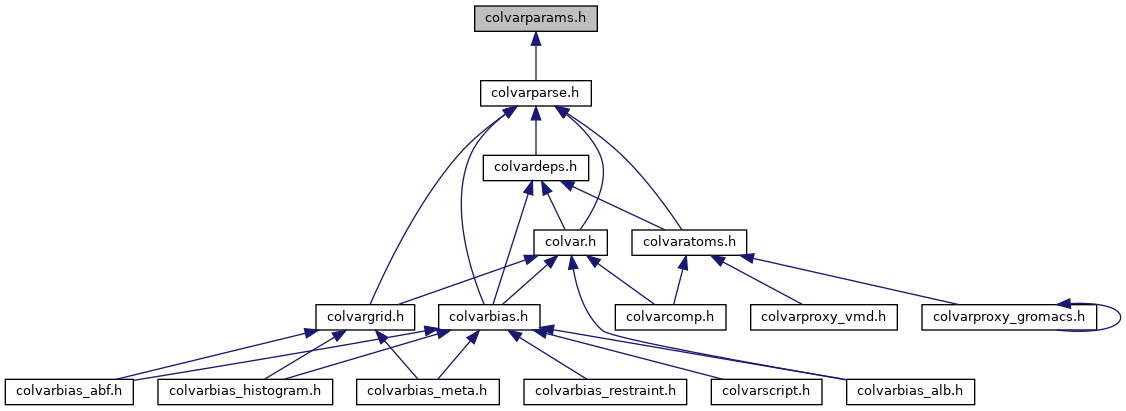 colvarparams.h
colvarparse.h
colvardeps.h
colvar.h
colvaratoms.h
colvargrid.h
colvarbias.h
colvarcomp.h
colvarproxy_vmd.h
colvarproxy_gromacs.h
colvarbias_abf.h
colvarbias_histogram.h
colvarbias_meta.h
colvarbias_restraint.h
colvarscript.h
colvarbias_alb.h